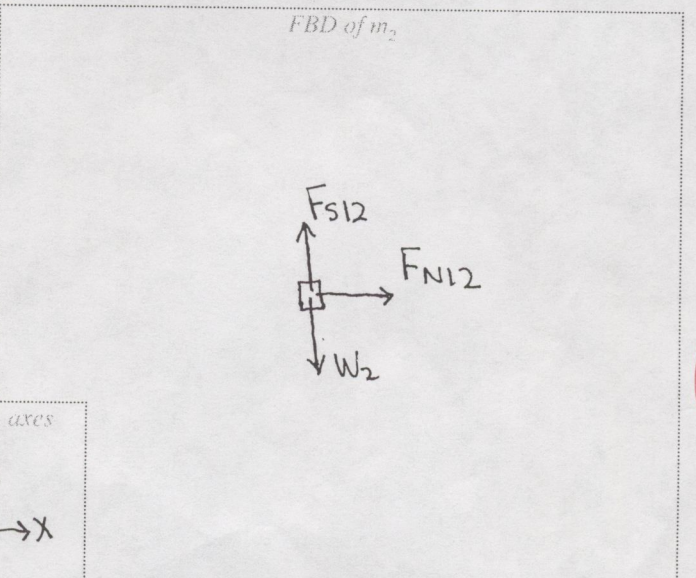 FBD of m₂
FS12
FN12
W2
axes
X